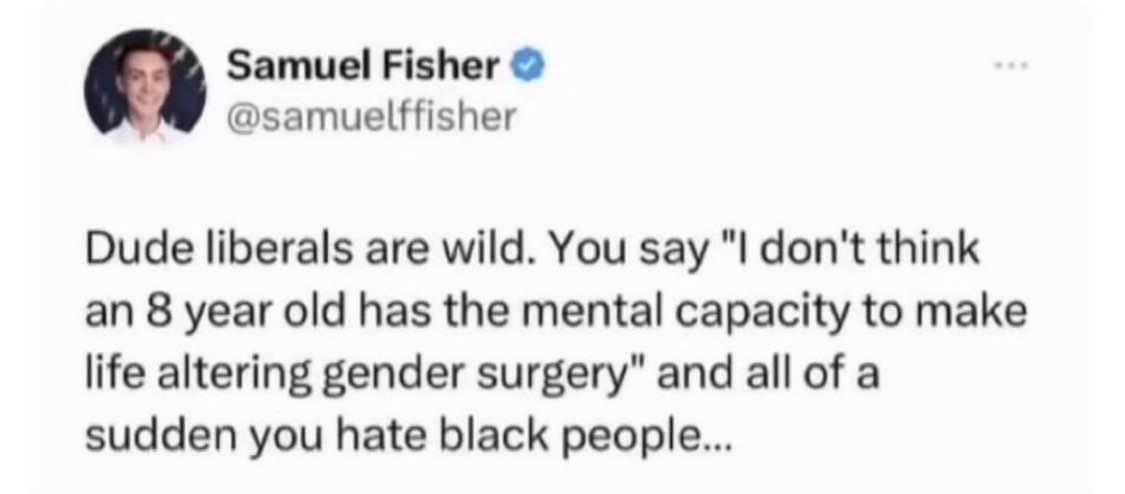 Samuel Fisher
@samuelffisher
Dude liberals are wild. You say "I don't think
an 8 year old has the mental capacity to make
life altering gender surgery" and all of a
sudden you hate black people...